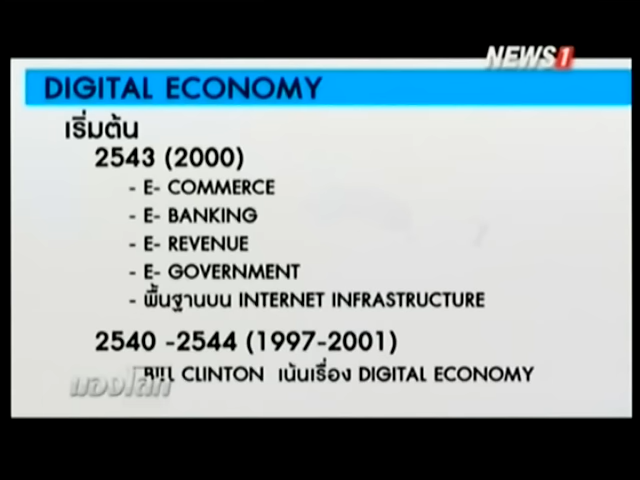 NEWS1
DIGITAL ECONOMY
เริ่มต้น
2543 (2000)
- E- COMMERCE
- E- BANKING
- E- REVENUE
- E- GOVERNMENT
- พื้นฐานบน INTERNET INFRASTRUCTURE
2540 -2544 (1997-2001)
BILL CLINTON เน้นเรื่อง DIGITAL ECONOMY
มองโลก